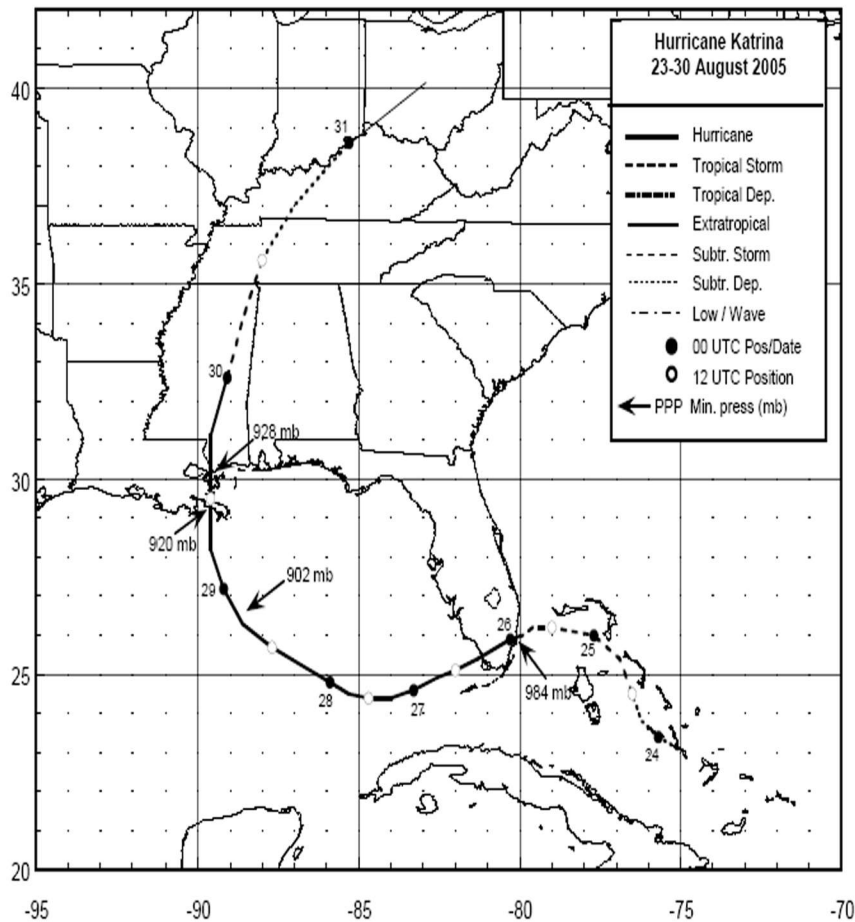 Hurricane Katrina
23-30 August 2005
Hurricane
Tropical Storm
Tropical Dep.
Extratropical
Subtr. Storm
Subtr. Dep.
Low / Wave
00 UTC Pos/Date
12 UTC Position
PPP Min. press (mb)
40
31
35
30
928 mb
30
920 mb
29
902 mb
26
25
25
28
27
984 mb
24
20
-95
-90
-85
-80
-75
-70